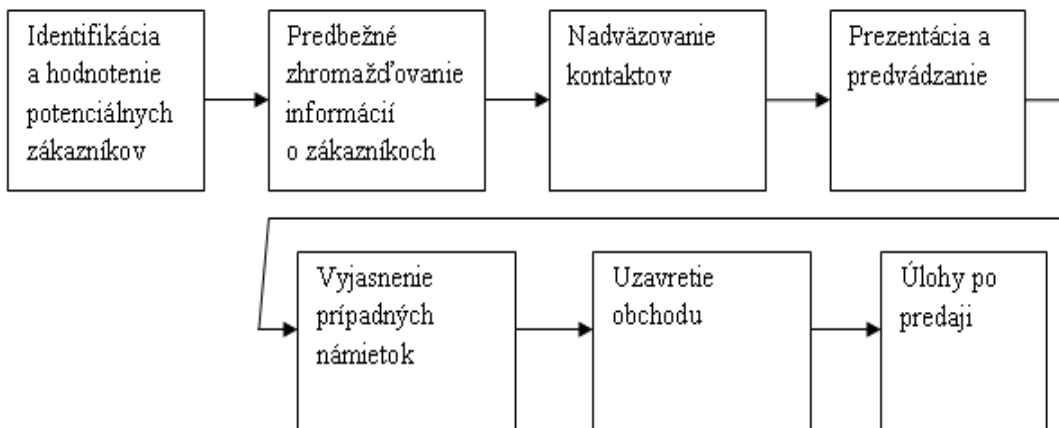 Identifikácia
a hodnotenie
potenciálnych
zákazníkov
Predbežné
zhromažďovanie
informácií
o zákazníkoch
Nadväzovanie
kontaktov
Prezentácia a
predvádzanie
Vyjasnenie
prípadných
námietok
Uzavretie
obchodu
Úlohy po
predaji